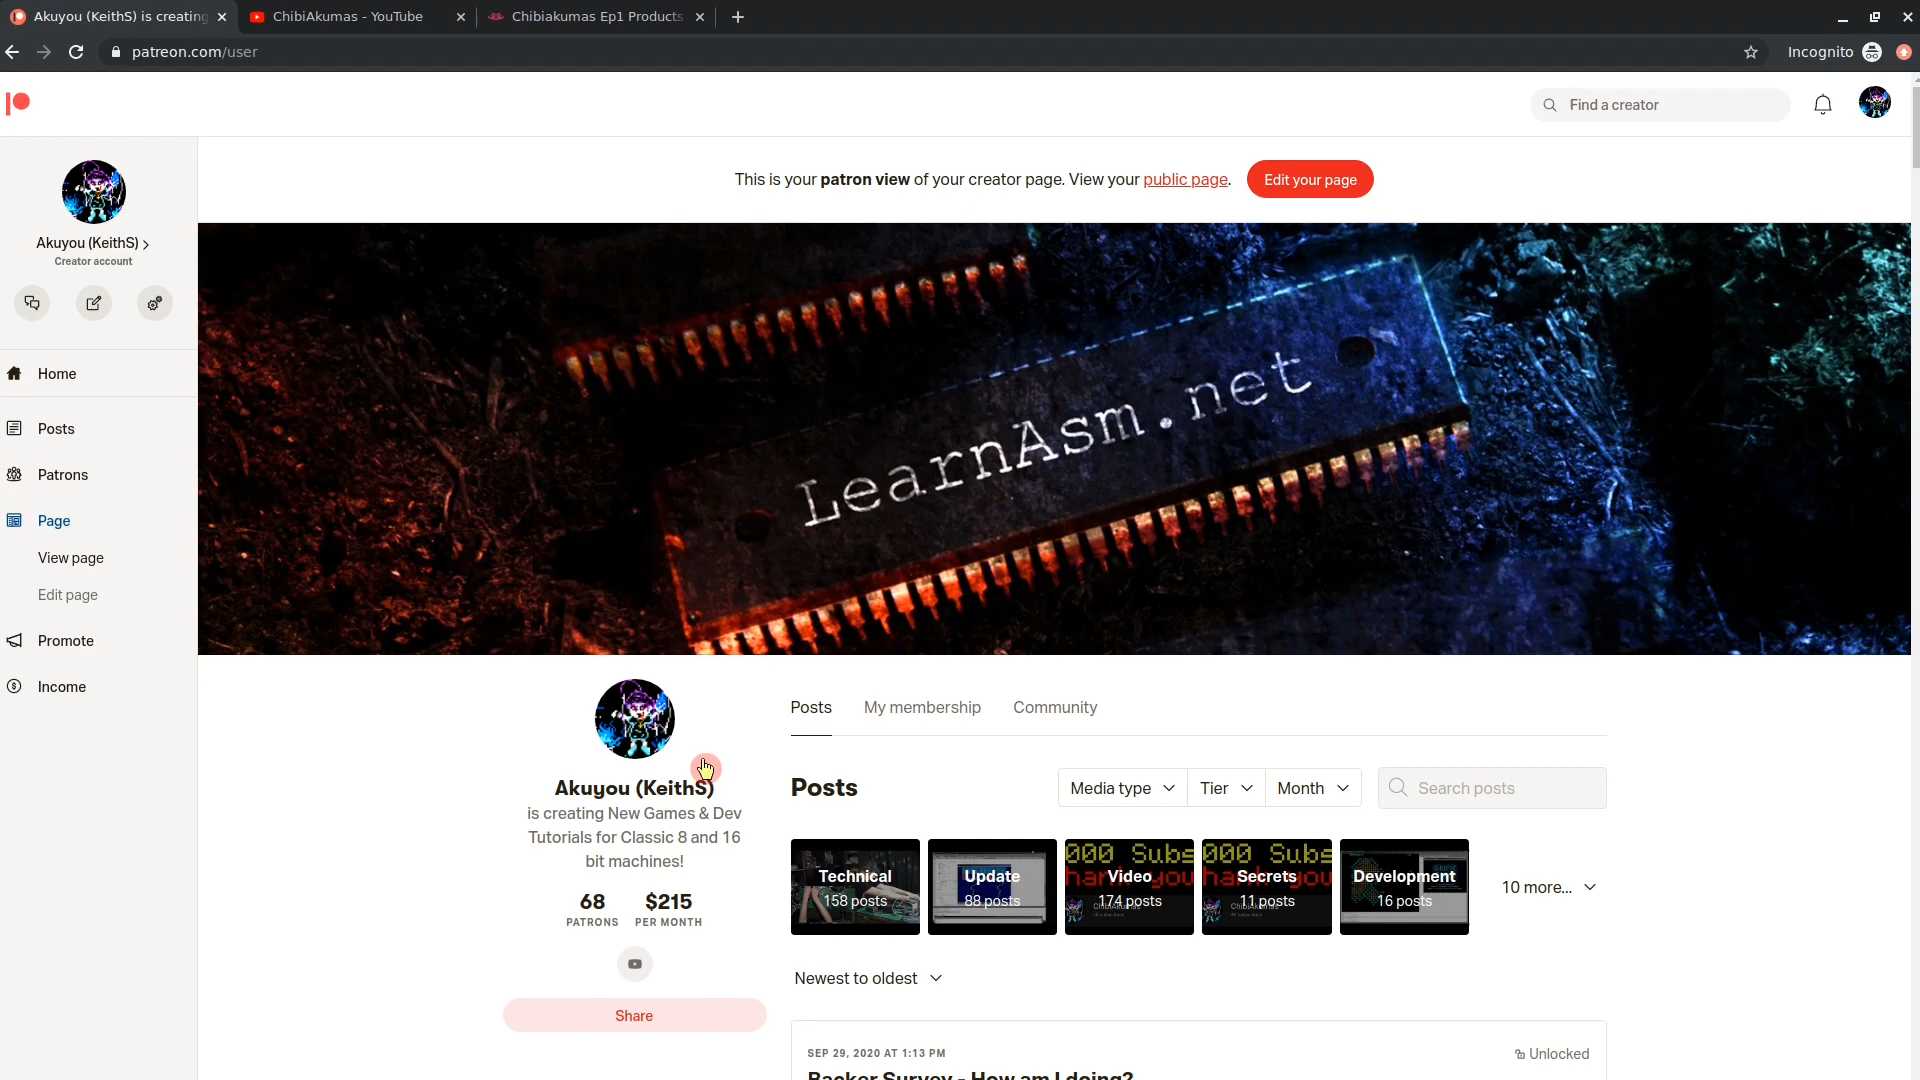 Akuyou (KeithS) is creating
ChibiAkumas - YouTube
Chibiakumas Ep1 Products
patreon.com/user
Incognito
Find a creator
This is your patron view of your creator page. View your public page.
Edit your page
Akuyou (KeithS)
Creator account
Home
Posts
Patrons
Page
View page
Edit page
Promote
Income
LearnAsm.net
Akuyou (KeithS)
is creating New Games & Dev
Tutorials for Classic 8 and 16
bit machines!
68
PATRONS
$215
PER MONTH
Share
Posts
My membership
Community
Posts
Media type
Tier
Month
Search posts
Technical
158 posts
Update
88 posts
000 Subs
Video
174 posts
000 Subs
Secrets
11 posts
Development
16 posts
10 more...
Newest to oldest
SEP 29, 2020 AT 1:13 PM
Unlocked
Backer Survey - How am I doing?